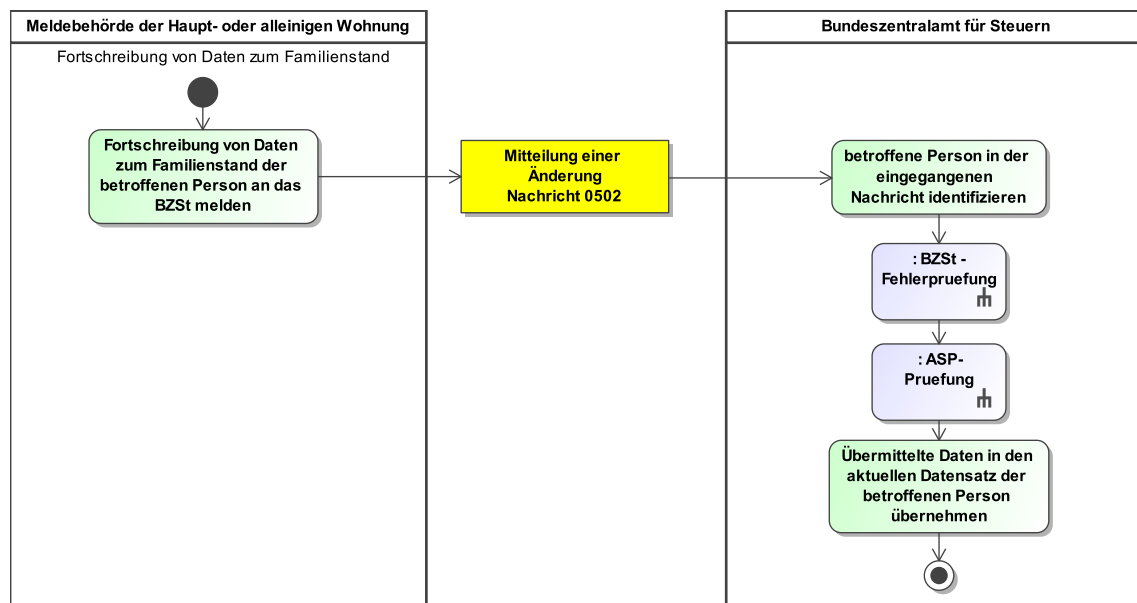 Meldebehörde der Haupt- oder alleinigen Wohnung
Fortschreibung von Daten zum Familienstand
Fortschreibung von Daten
zum Familienstand der
betroffenen Person an das
BZSt melden
Mitteilung einer
Änderung
Nachricht 0502
Bundeszentralamt für Steuern
betroffene Person in der
eingegangenen
Nachricht identifizieren
: BZSt -
Fehlerpruefung
: ASP-
Pruefung
Übermittelte Daten in den
aktuellen Datensatz der
betroffenen Person
übernehmen